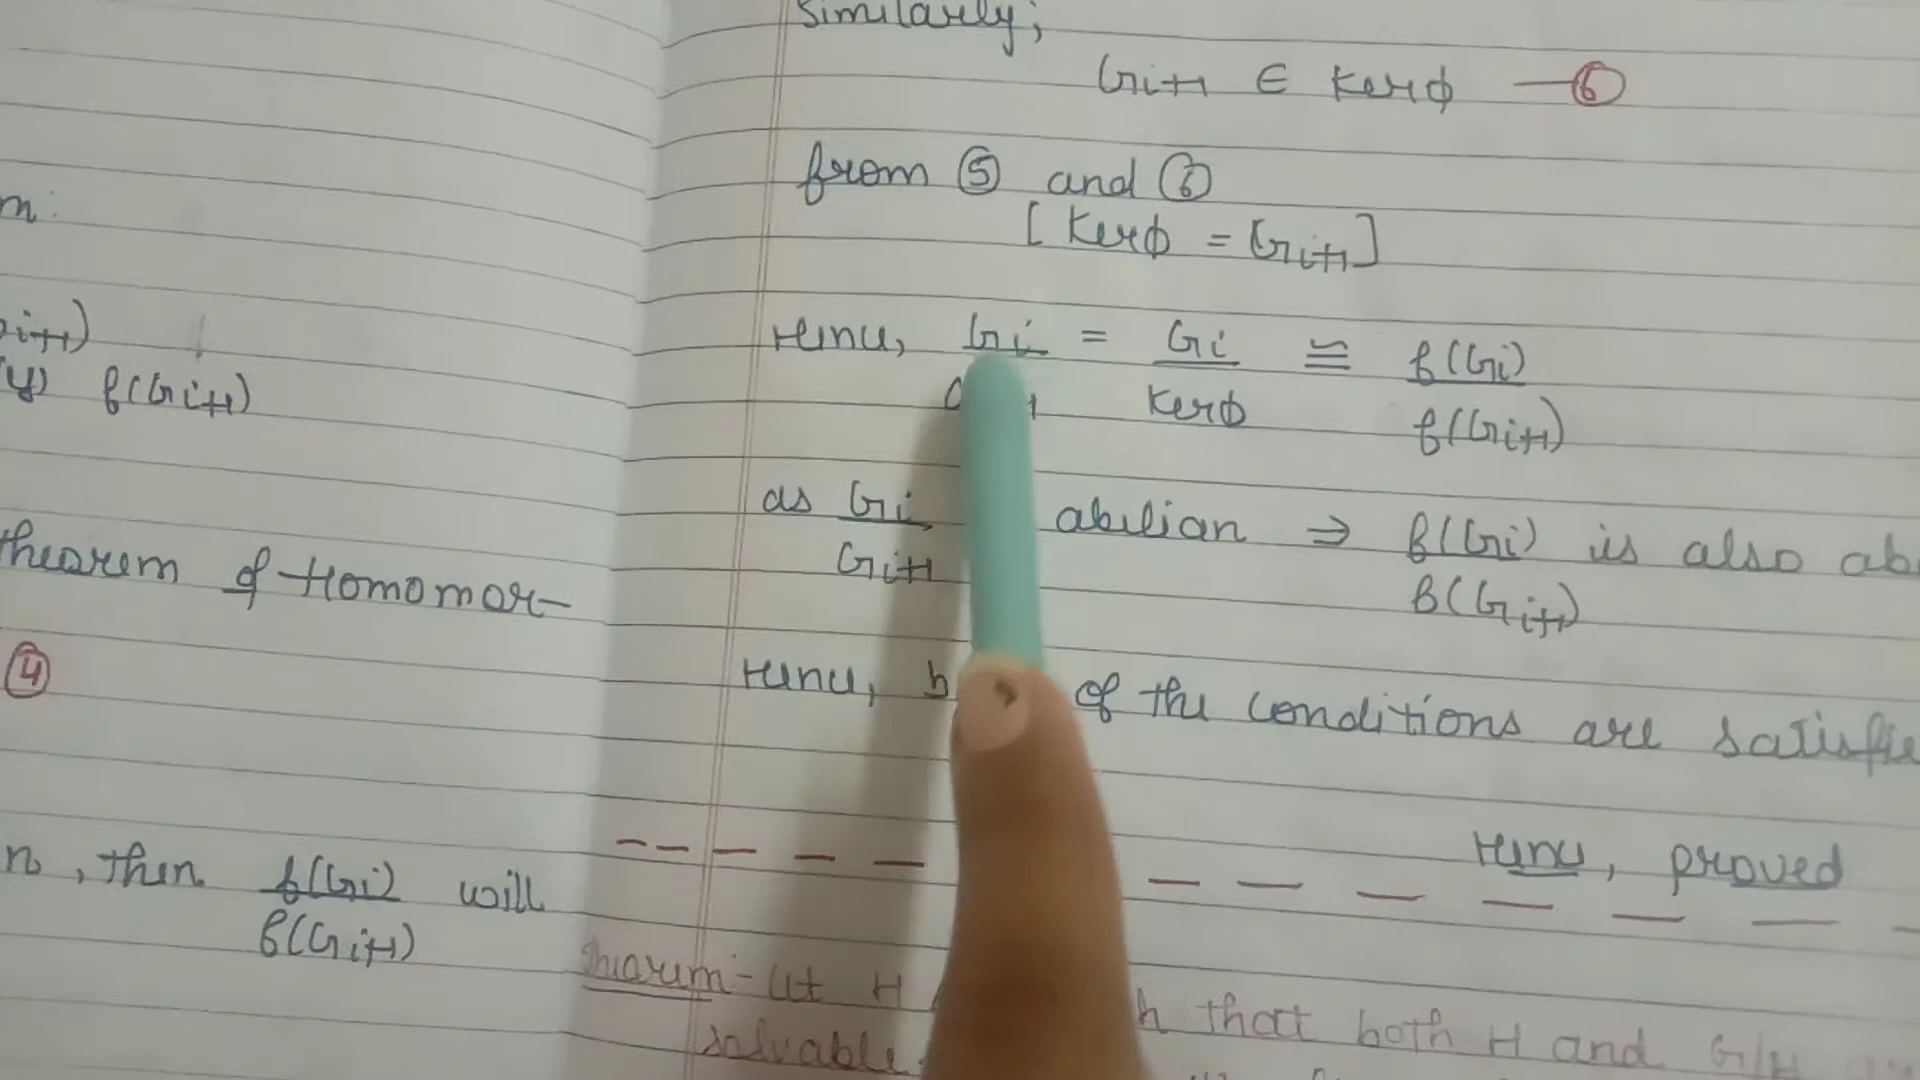 m.
i+1)
y) f(Gi+1)
theorem of Homomor-
④
n, then f(Gi) will
f(Gi+1)
Similarly;
Gi+1 ∈ Kerϕ —⑥
from ⑤ and ⑥
[Kerϕ = Gi+1]
Hence, Gi = Gi ≅ f(Gi)
Kerϕ f(Gi+1)
as Gi abelian ⇒ f(Gi) is also ab
Gi+1 f(Gi+1)
Hence, of the conditions are satisfie
Hence, proved
Theorem:- Let H that both H and G/H
solvable